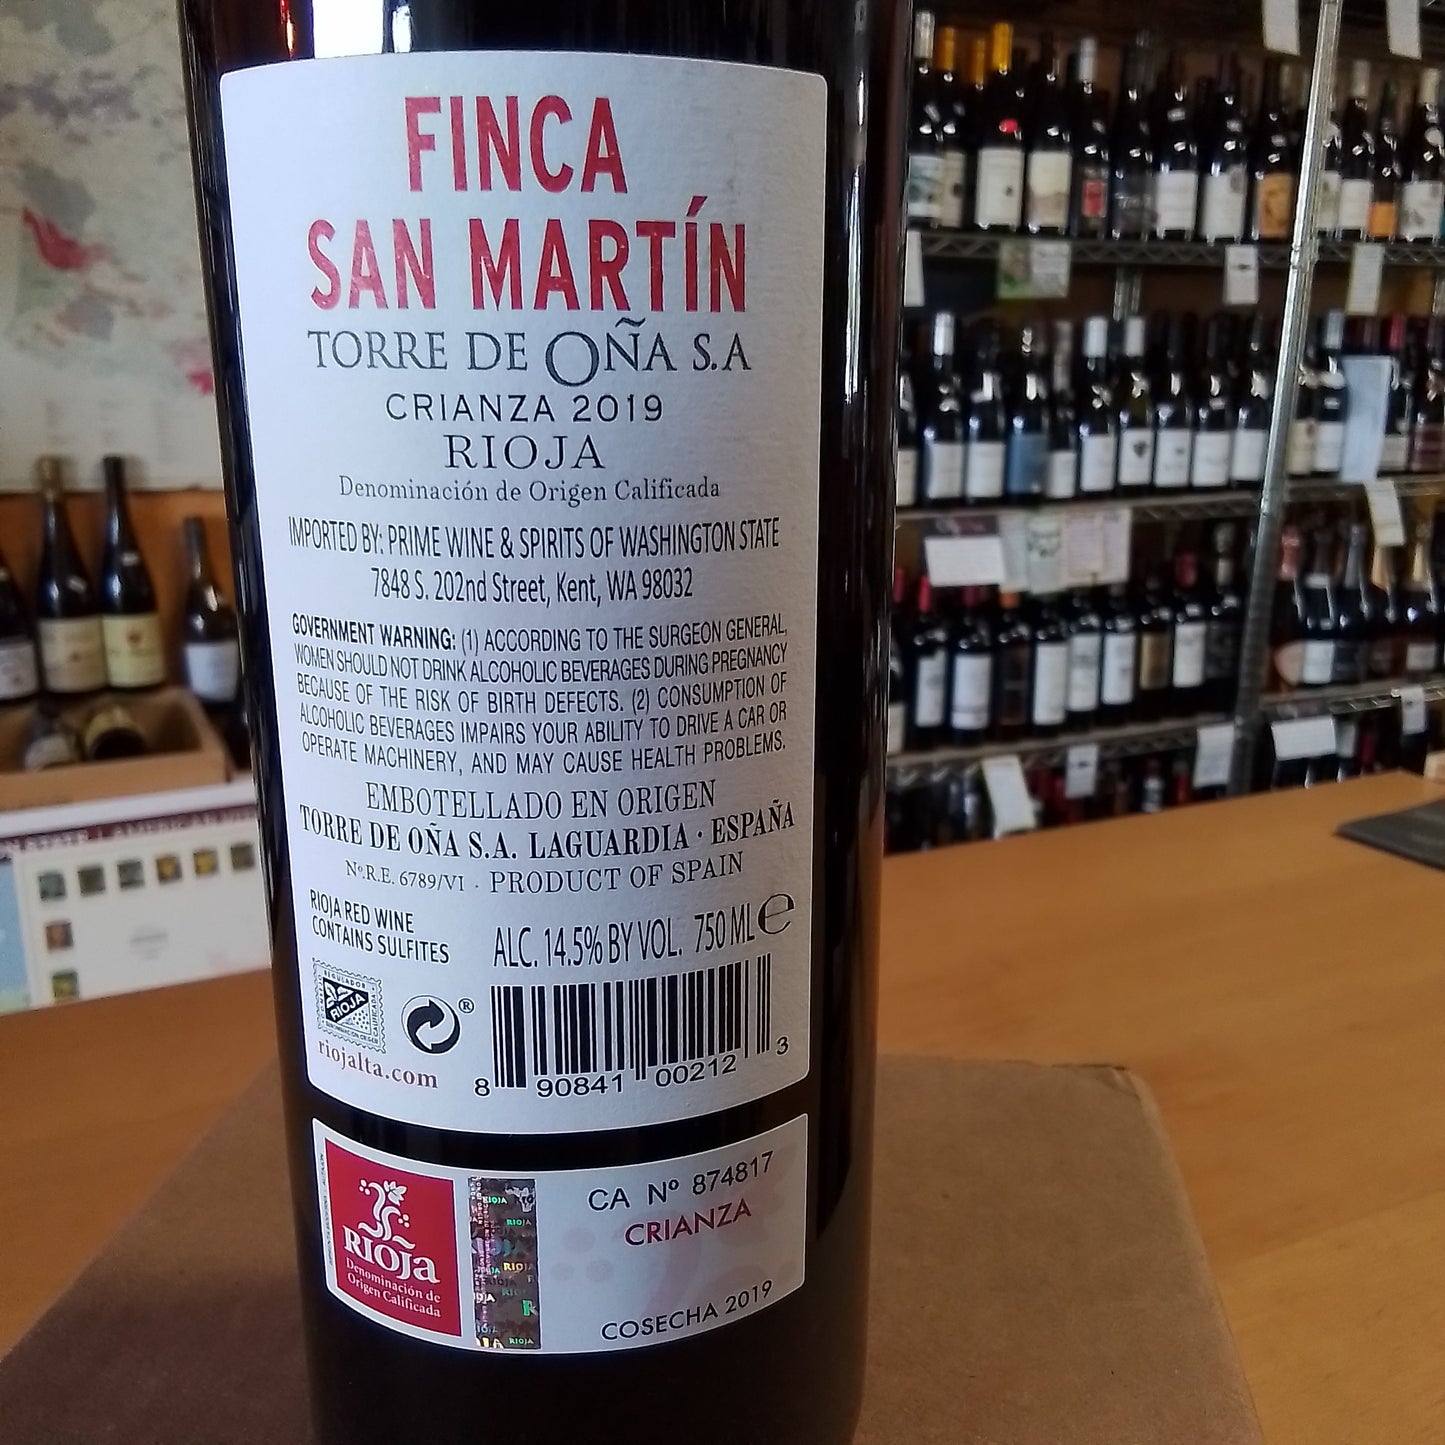 FINCA
SAN MARTÍN
TORRE DE OÑA S.A
CRIANZA 2019
RIOJA
Denominación de Origen Calificada
IMPORTED BY: PRIME WINE & SPIRITS OF WASHINGTON STATE
7848 S. 202nd Street, Kent, WA 98032
GOVERNMENT WARNING: (1) ACCORDING TO THE SURGEON GENERAL,
WOMEN SHOULD NOT DRINK ALCOHOLIC BEVERAGES DURING PREGNANCY
BECAUSE OF THE RISK OF BIRTH DEFECTS. (2) CONSUMPTION OF
ALCOHOLIC BEVERAGES IMPAIRS YOUR ABILITY TO DRIVE A CAR OR
OPERATE MACHINERY, AND MAY CAUSE HEALTH PROBLEMS.
EMBOTELLADO EN ORIGEN
TORRE DE OÑA S.A. LAGUARDIA · ESPAÑA
Nº.R.E. 6789/VI · PRODUCT OF SPAIN
RIOJA RED WINE
CONTAINS SULFITES
ALC. 14.5% BY VOL. 750 ML e
RIOJA
®
riojalta.com
8 90841 00212 3
RIOJA
Denominación de
Origen Calificada
RIOJA
RIOJA
RIOJA
RIOJA
CA Nº 874817
CRIANZA
COSECHA 2019